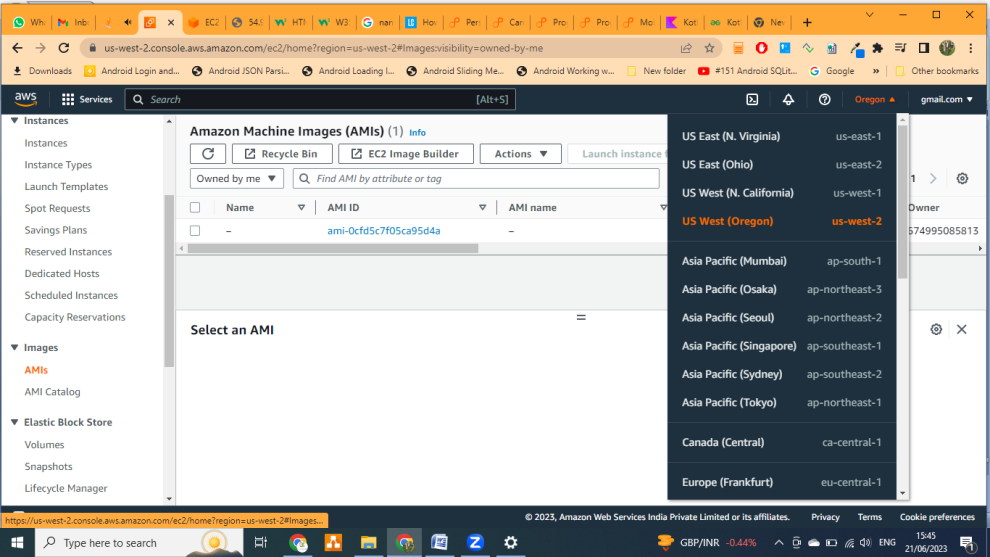 Wh
Inb
EC2
54.9
HTM
W3
nar
Ho
Per
Car
Pro
Pro
Mo
Kotl
Kotl
Nev
us-west-2.console.aws.amazon.com/ec2/home?region=us-west-2#Images:visibility=owned-by-me
Downloads
Android Login and...
Android JSON Parsi...
Android Loading I...
Android Sliding Me...
Android Working w...
New folder
#151 Android SQLit...
Google
»
Other bookmarks
aws
Services
Search
[Alt+S]
Oregon ▲
gmail.com ▼
Instances
Instances
Instance Types
Launch Templates
Spot Requests
Savings Plans
Reserved Instances
Dedicated Hosts
Scheduled Instances
Capacity Reservations
Images
AMIs
AMI Catalog
Elastic Block Store
Volumes
Snapshots
Lifecycle Manager
Amazon Machine Images (AMIs) (1) Info
Recycle Bin
EC2 Image Builder
Actions
Launch instance f
Owned by me
Find AMI by attribute or tag
1
Name
AMI ID
AMI name
Owner
–
ami-0cfd5c7f05ca95d4a
–
674995085813
Select an AMI
US East (N. Virginia) us-east-1
US East (Ohio) us-east-2
US West (N. California) us-west-1
US West (Oregon) us-west-2
Asia Pacific (Mumbai) ap-south-1
Asia Pacific (Osaka) ap-northeast-3
Asia Pacific (Seoul) ap-northeast-2
Asia Pacific (Singapore) ap-southeast-1
Asia Pacific (Sydney) ap-southeast-2
Asia Pacific (Tokyo) ap-northeast-1
Canada (Central) ca-central-1
Europe (Frankfurt) eu-central-1
https://us-west-2.console.aws.amazon.com/ec2/home?region=us-west-2#Images...
© 2023, Amazon Web Services India Private Limited or its affiliates.
Privacy
Terms
Cookie preferences
Type here to search
GBP/INR -0.44%
ENG
15:45
21/06/2023
1